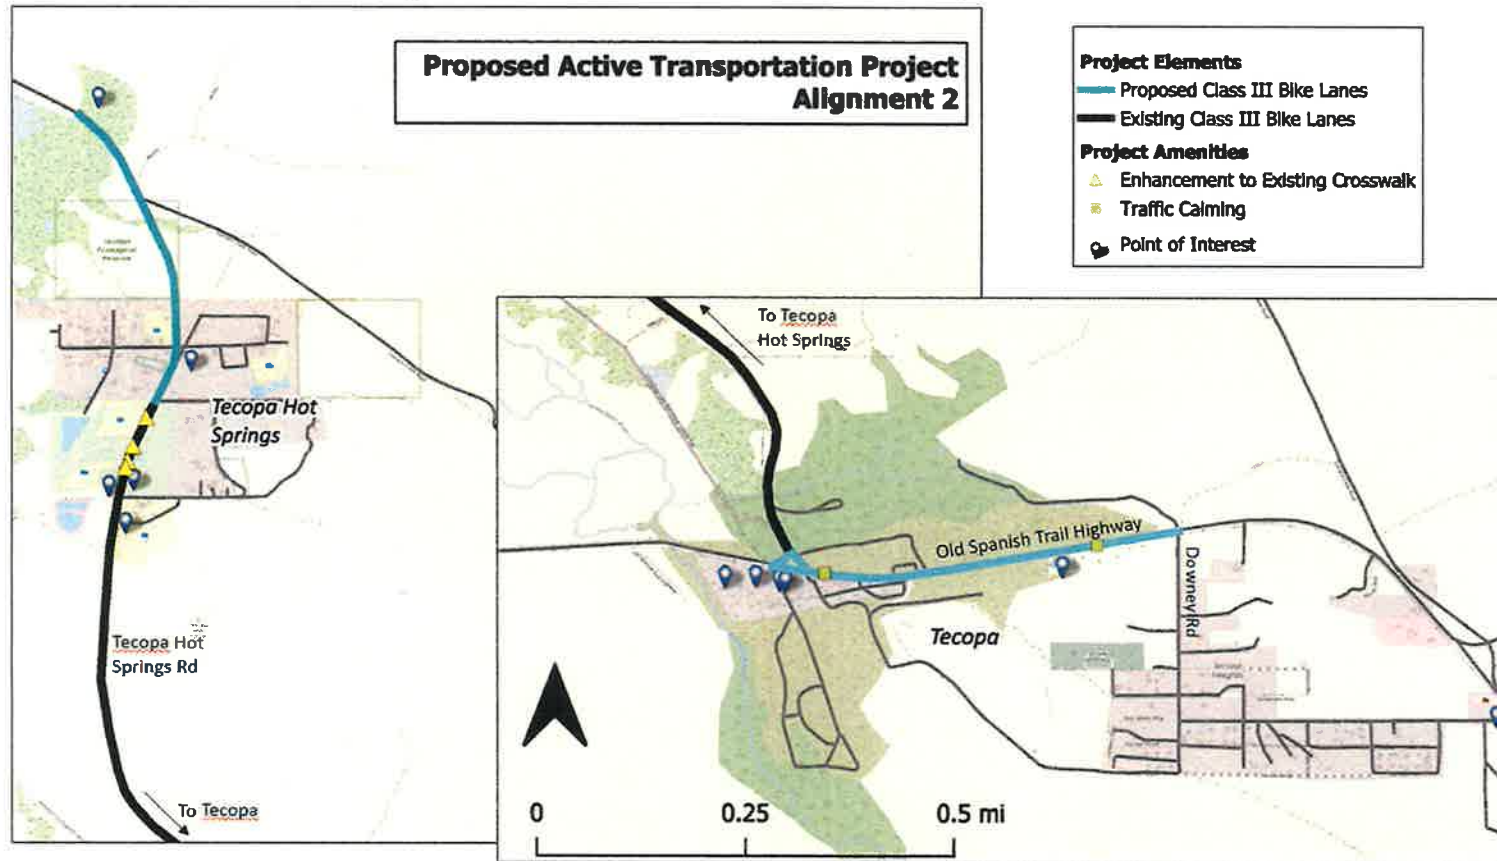 Proposed Active Transportation Project
Alignment 2
Project Elements
Proposed Class III Bike Lanes
Existing Class III Bike Lanes
Project Amenities
Enhancement to Existing Crosswalk
Traffic Calming
Point of Interest
Tecopa Hot
Springs
Tecopa Hot
Springs Rd
To Tecopa
To Tecopa
Hot Springs
Old Spanish Trail Highway
Downey Rd
Tecopa
0
0.25
0.5 mi